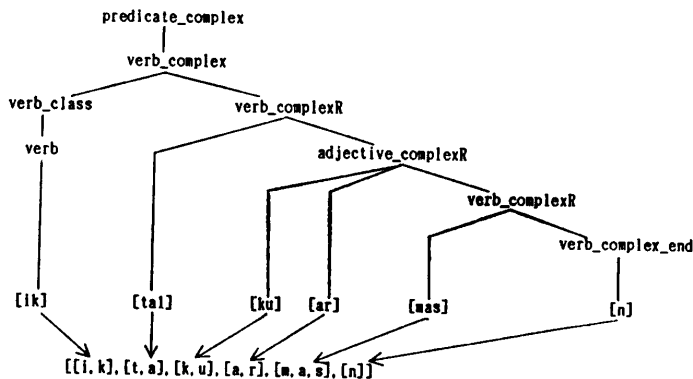 predicate_complex
verb_complex
verb_class verb_complexR
verb adjective_complexR
verb_complexR
verb_complex_end
[ik] [tai] [ku] [ar] [mas] [n]
[[i,k],[t,a],[k,u],[a,r],[m,a,s],[n]]